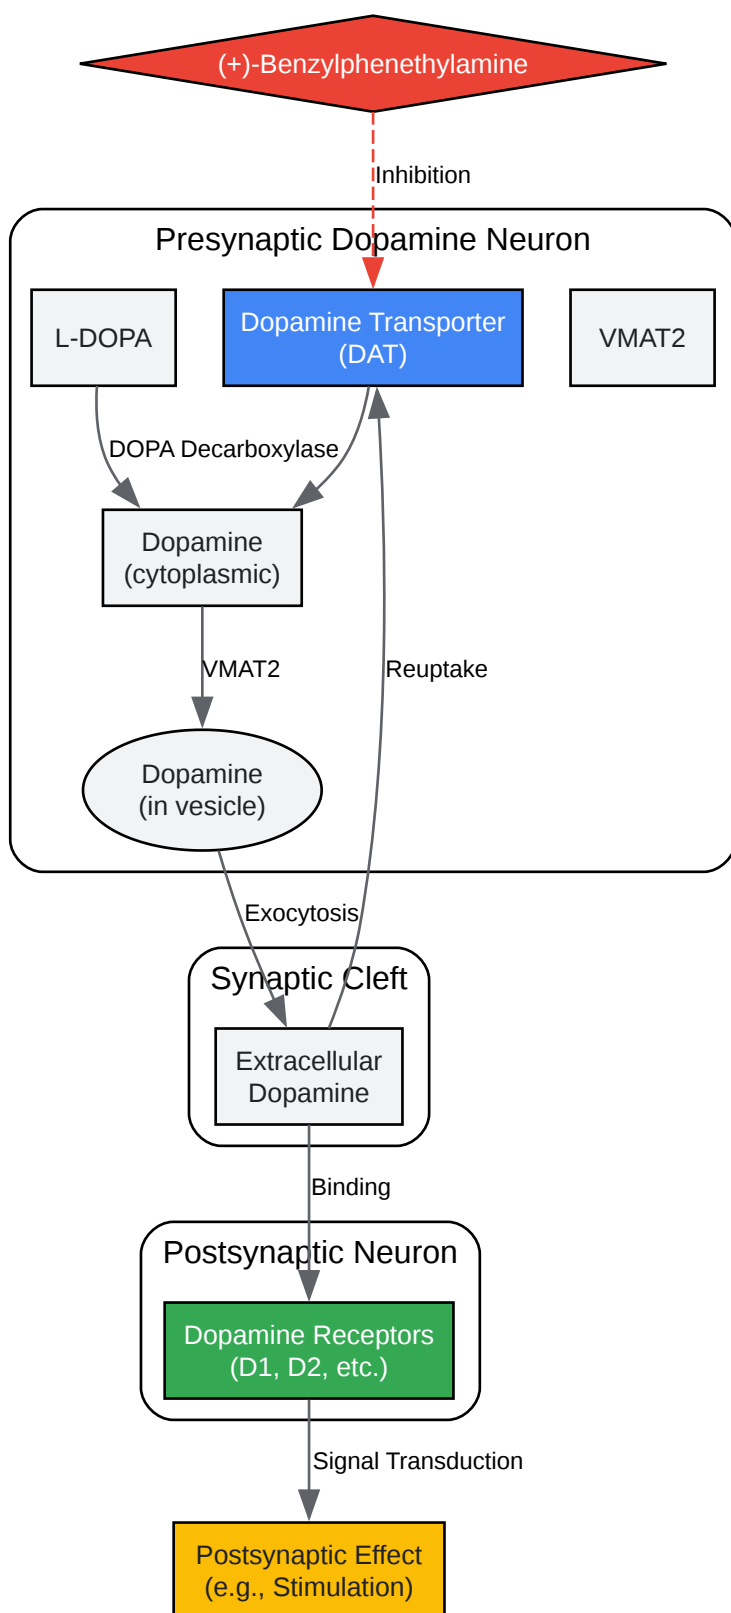 (+)-Benzylphenethylamine
Inhibition
Presynaptic Dopamine Neuron
L-DOPA
Dopamine Transporter
(DAT)
VMAT2
DOPA Decarboxylase
Dopamine
(cytoplasmic)
VMAT2
Reuptake
Dopamine
(in vesicle)
Exocytosis
Synaptic Cleft
Extracellular
Dopamine
Binding
Postsynaptic Neuron
Dopamine Receptors
(D1, D2, etc.)
Signal Transduction
Postsynaptic Effect
(e.g., Stimulation)